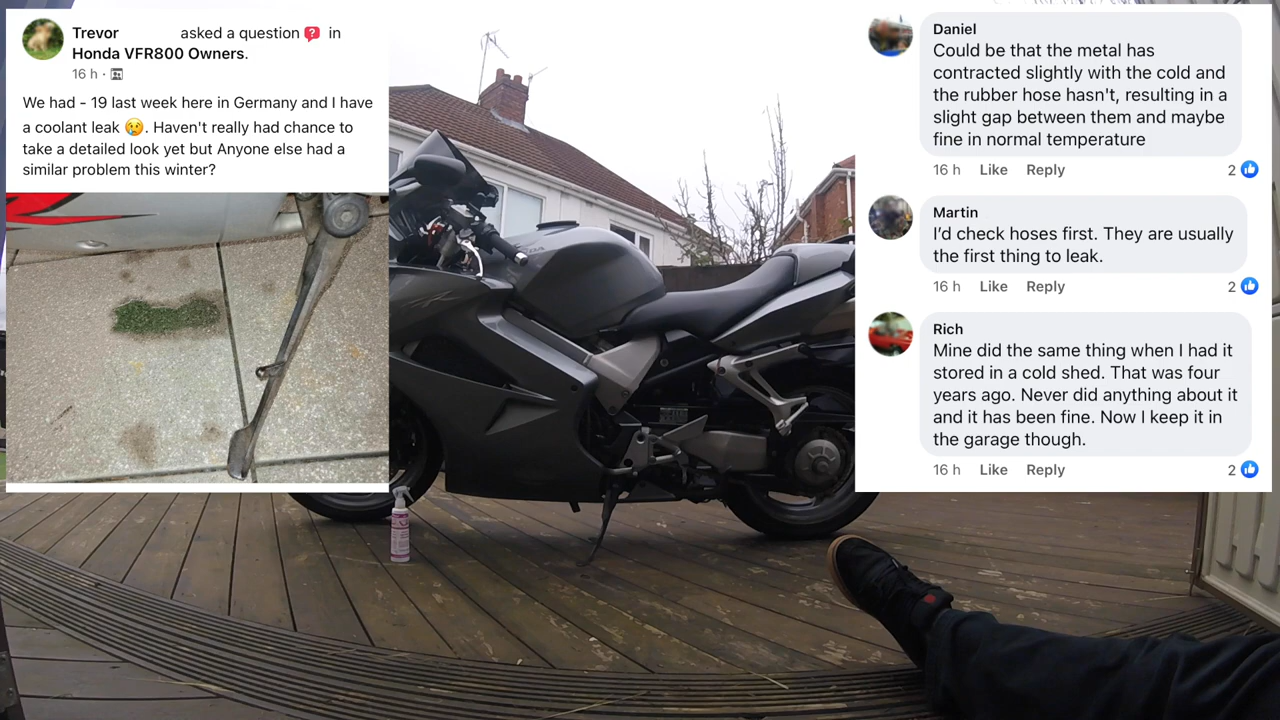 Trevor asked a question in
Honda VFR800 Owners.
16 h ·
We had - 19 last week here in Germany and I have
a coolant leak 😢. Haven't really had chance to
take a detailed look yet but Anyone else had a
similar problem this winter?
Daniel
Could be that the metal has
contracted slightly with the cold and
the rubber hose hasn't, resulting in a
slight gap between them and maybe
fine in normal temperature
16 h Like Reply 2
Martin
I'd check hoses first. They are usually
the first thing to leak.
16 h Like Reply 2
Rich
Mine did the same thing when I had it
stored in a cold shed. That was four
years ago. Never did anything about it
and it has been fine. Now I keep it in
the garage though.
16 h Like Reply 2